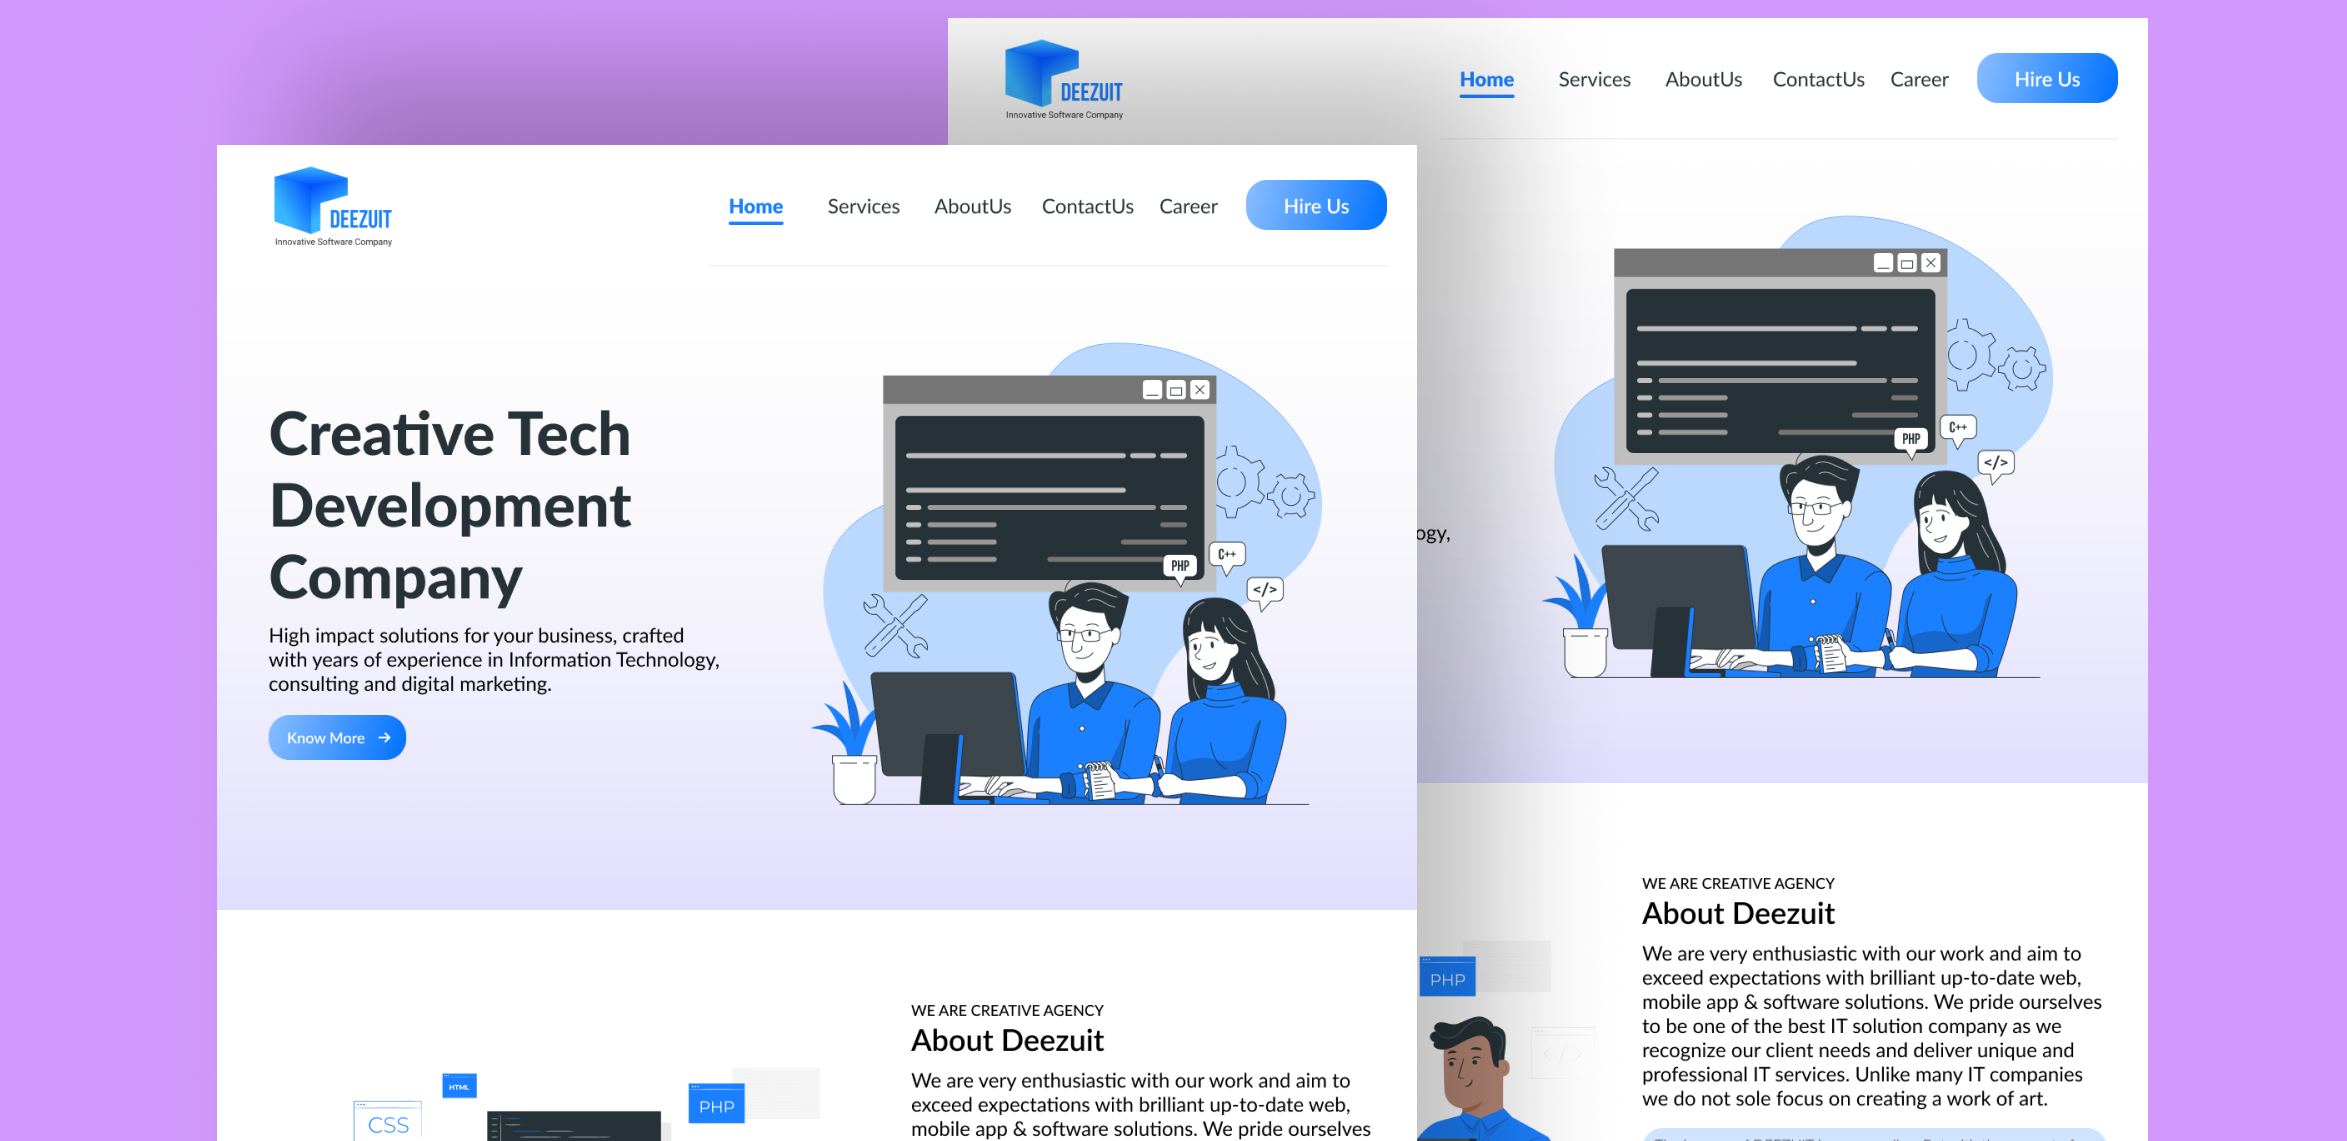 DEEZUIT
Innovative Software Company
Home Services AboutUs ContactUs Career Hire Us
DEEZUIT
Innovative Software Company
Home Services AboutUs ContactUs Career Hire Us
Creative Tech
Development
Company
High impact solutions for your business, crafted
with years of experience in Information Technology,
consulting and digital marketing.
Know More
PHP
C++
</>
WE ARE CREATIVE AGENCY
About Deezuit
We are very enthusiastic with our work and aim to
exceed expectations with brilliant up-to-date web,
mobile app & software solutions. We pride ourselves
HTML
CSS
PHP
ogy,
PHP
C++
</>
PHP
</>
WE ARE CREATIVE AGENCY
About Deezuit
We are very enthusiastic with our work and aim to
exceed expectations with brilliant up-to-date web,
mobile app & software solutions. We pride ourselves
to be one of the best IT solution company as we
recognize our client needs and deliver unique and
professional IT services. Unlike many IT companies
we do not sole focus on creating a work of art.